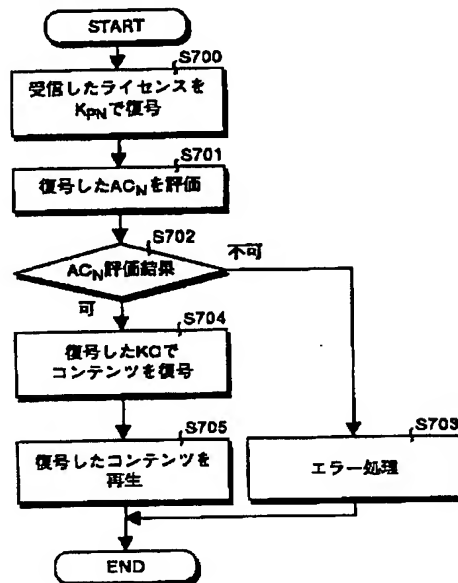 START
S700
受信したライセンスを
KPNで復号
S701
復号したACNを評価
S702
ACN評価結果
不可
可
S704
復号したKCで
コンテンツを復号
S705
復号したコンテンツを
再生
S703
エラー処理
END